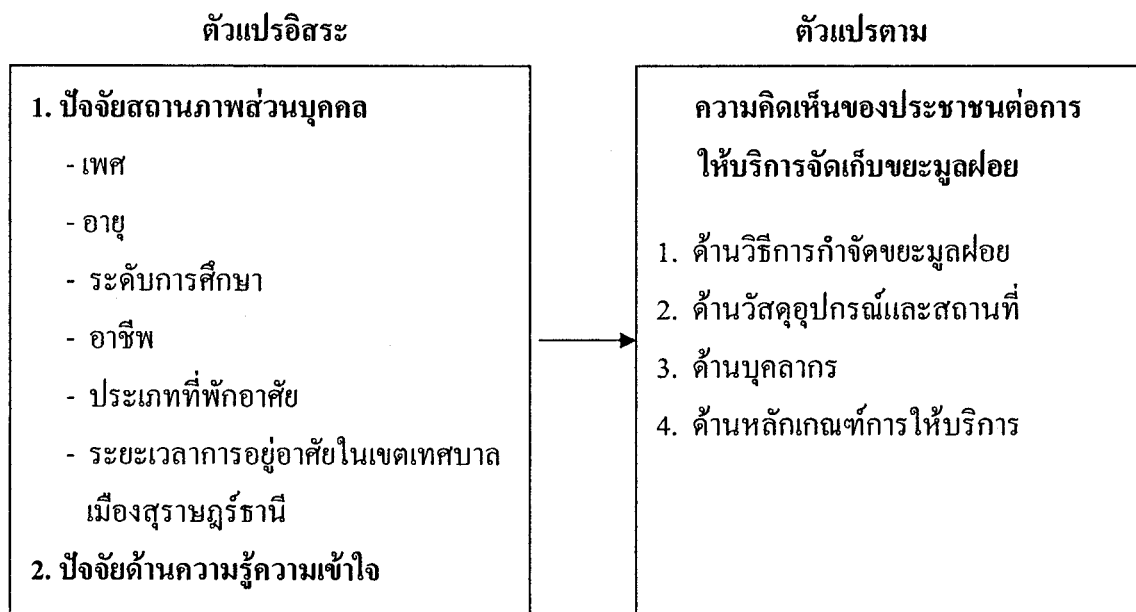 ตัวแปรอิสระ
1. ปัจจัยสถานภาพส่วนบุคคล
- เพศ
- อายุ
- ระดับการศึกษา
- อาชีพ
- ประเภทที่พักอาศัย
- ระยะเวลาการอยู่อาศัยในเขตเทศบาล
เมืองสุราษฎร์ธานี
2. ปัจจัยด้านความรู้ความเข้าใจ
ตัวแปรตาม
ความคิดเห็นของประชาชนต่อการ
ให้บริการจัดเก็บขยะมูลฝอย
1. ด้านวิธีการกำจัดขยะมูลฝอย
2. ด้านวัสดุอุปกรณ์และสถานที่
3. ด้านบุคลากร
4. ด้านหลักเกณฑ์การให้บริการ